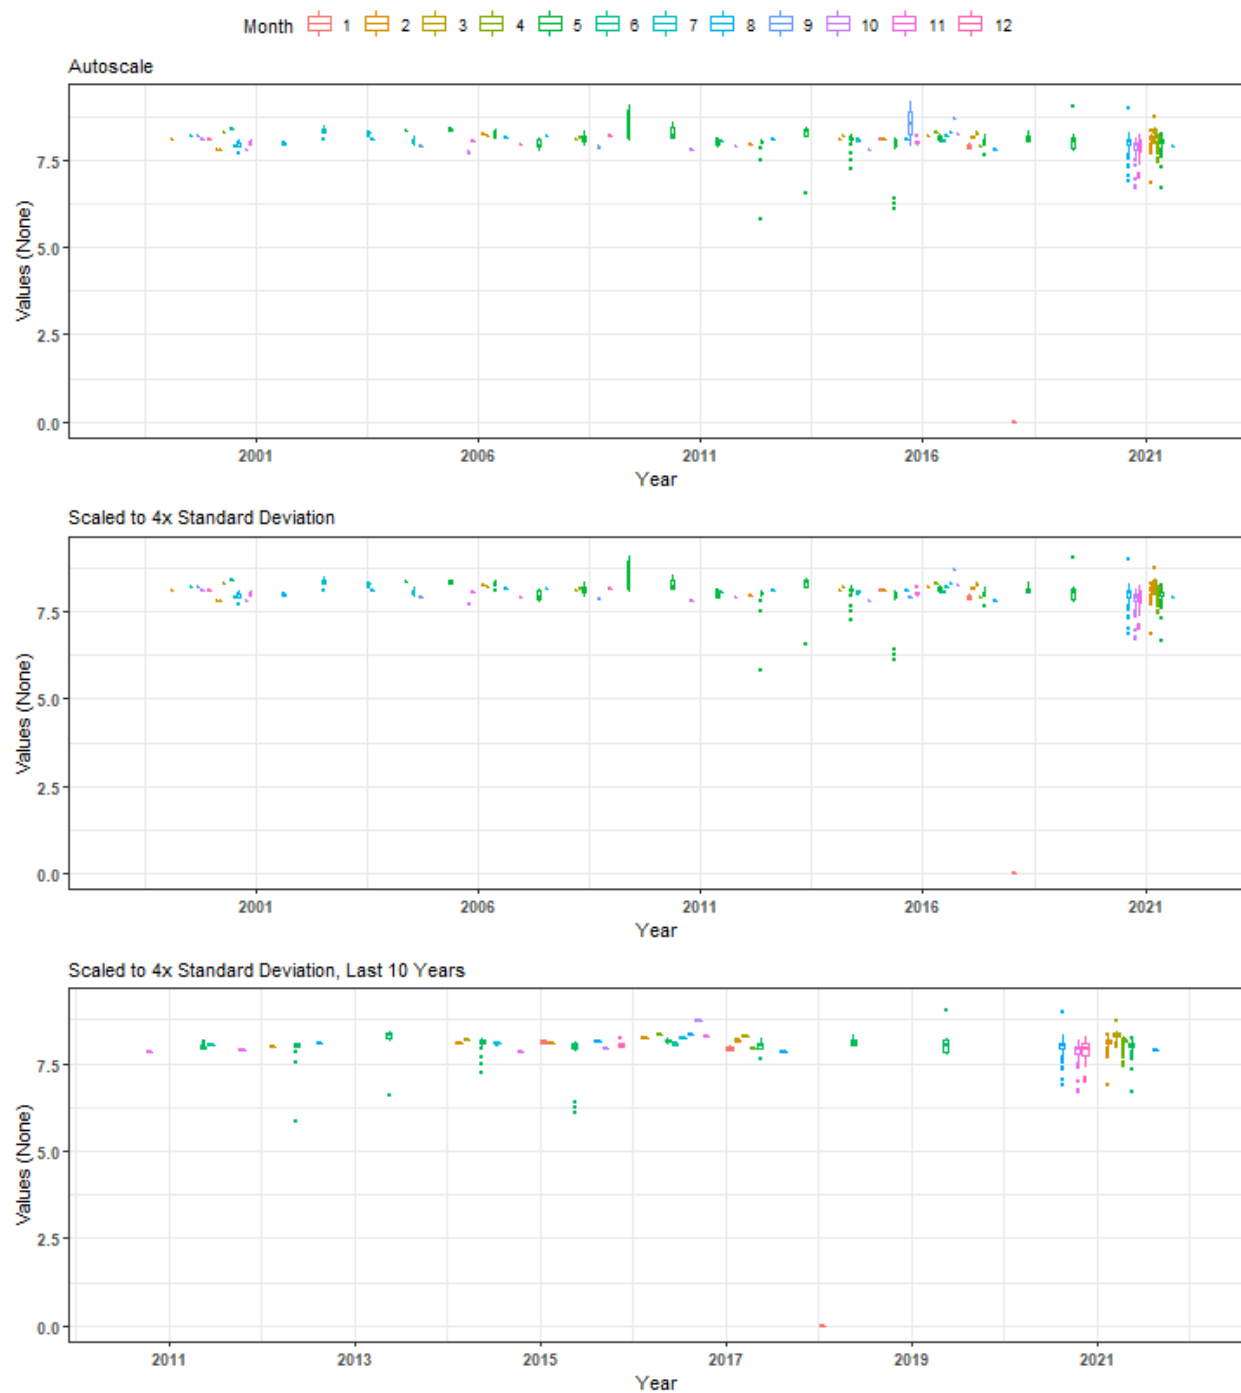 Month 1 2 3 4 5 6 7 8 9 10 11 12
Autoscale
7.5
5.0
2.5
0.0
Values (None)
2001 2006 2011 2016 2021
Year
Scaled to 4x Standard Deviation
7.5
5.0
2.5
0.0
Values (None)
2001 2006 2011 2016 2021
Year
Scaled to 4x Standard Deviation, Last 10 Years
7.5
5.0
2.5
0.0
Values (None)
2011 2013 2015 2017 2019 2021
Year